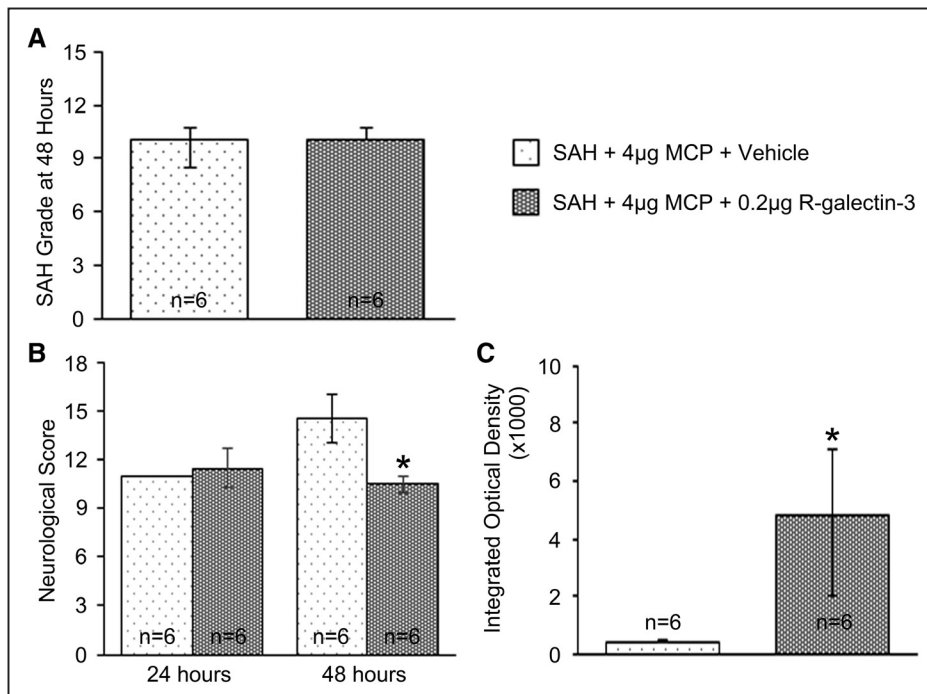 A
SAH Grade at 48 Hours
15
12
9
6
3
0
n=6
n=6
SAH + 4µg MCP + Vehicle
SAH + 4µg MCP + 0.2µg R-galectin-3
B
Neurological Score
18
15
12
9
6
3
0
*
n=6
n=6
n=6
n=6
24 hours
48 hours
C
Integrated Optical Density
(x1000)
10
8
6
4
2
0
*
n=6
n=6